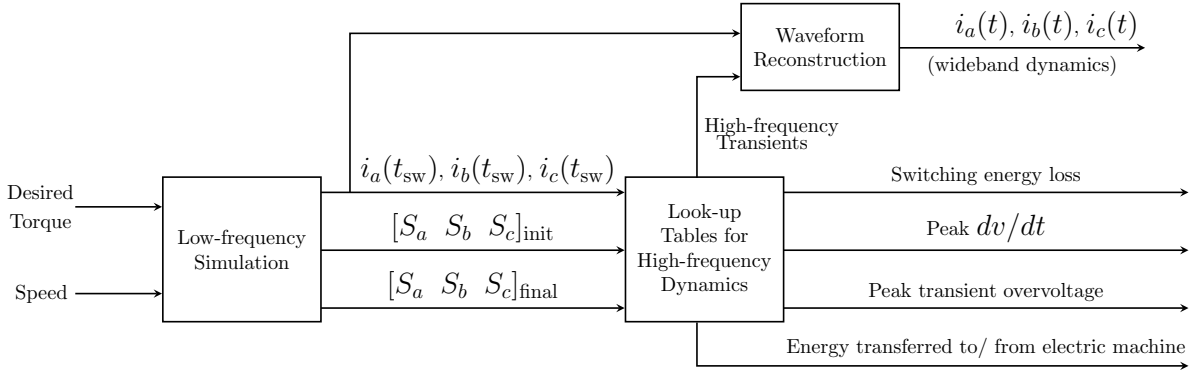 Desired
Torque
Speed
Low-frequency
Simulation
i_a(t_sw), i_b(t_sw), i_c(t_sw)
[S_a S_b S_c]_init
[S_a S_b S_c]_final
Look-up
Tables for
High-frequency
Dynamics
High-frequency
Transients
Waveform
Reconstruction
i_a(t), i_b(t), i_c(t)
(wideband dynamics)
Switching energy loss
Peak dv/dt
Peak transient overvoltage
Energy transferred to/ from electric machine